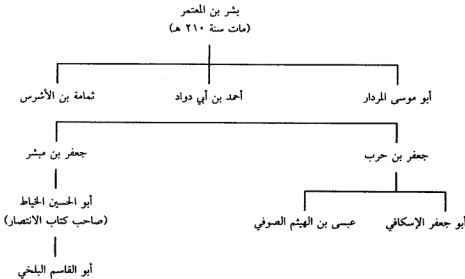 بشر بن المعتمر
(مات سنة ٢١٠ هـ)
أبو موسى المردار
أحمد بن أبي دواد
ثمامة بن الأشرس
جعفر بن حرب
جعفر بن مبشر
أبو جعفر الإسكافي
عبسى بن الهيثم الصوفي
أبو الحسين الخياط
(صاحب كتاب الانتصار)
أبو القاسم البلخي